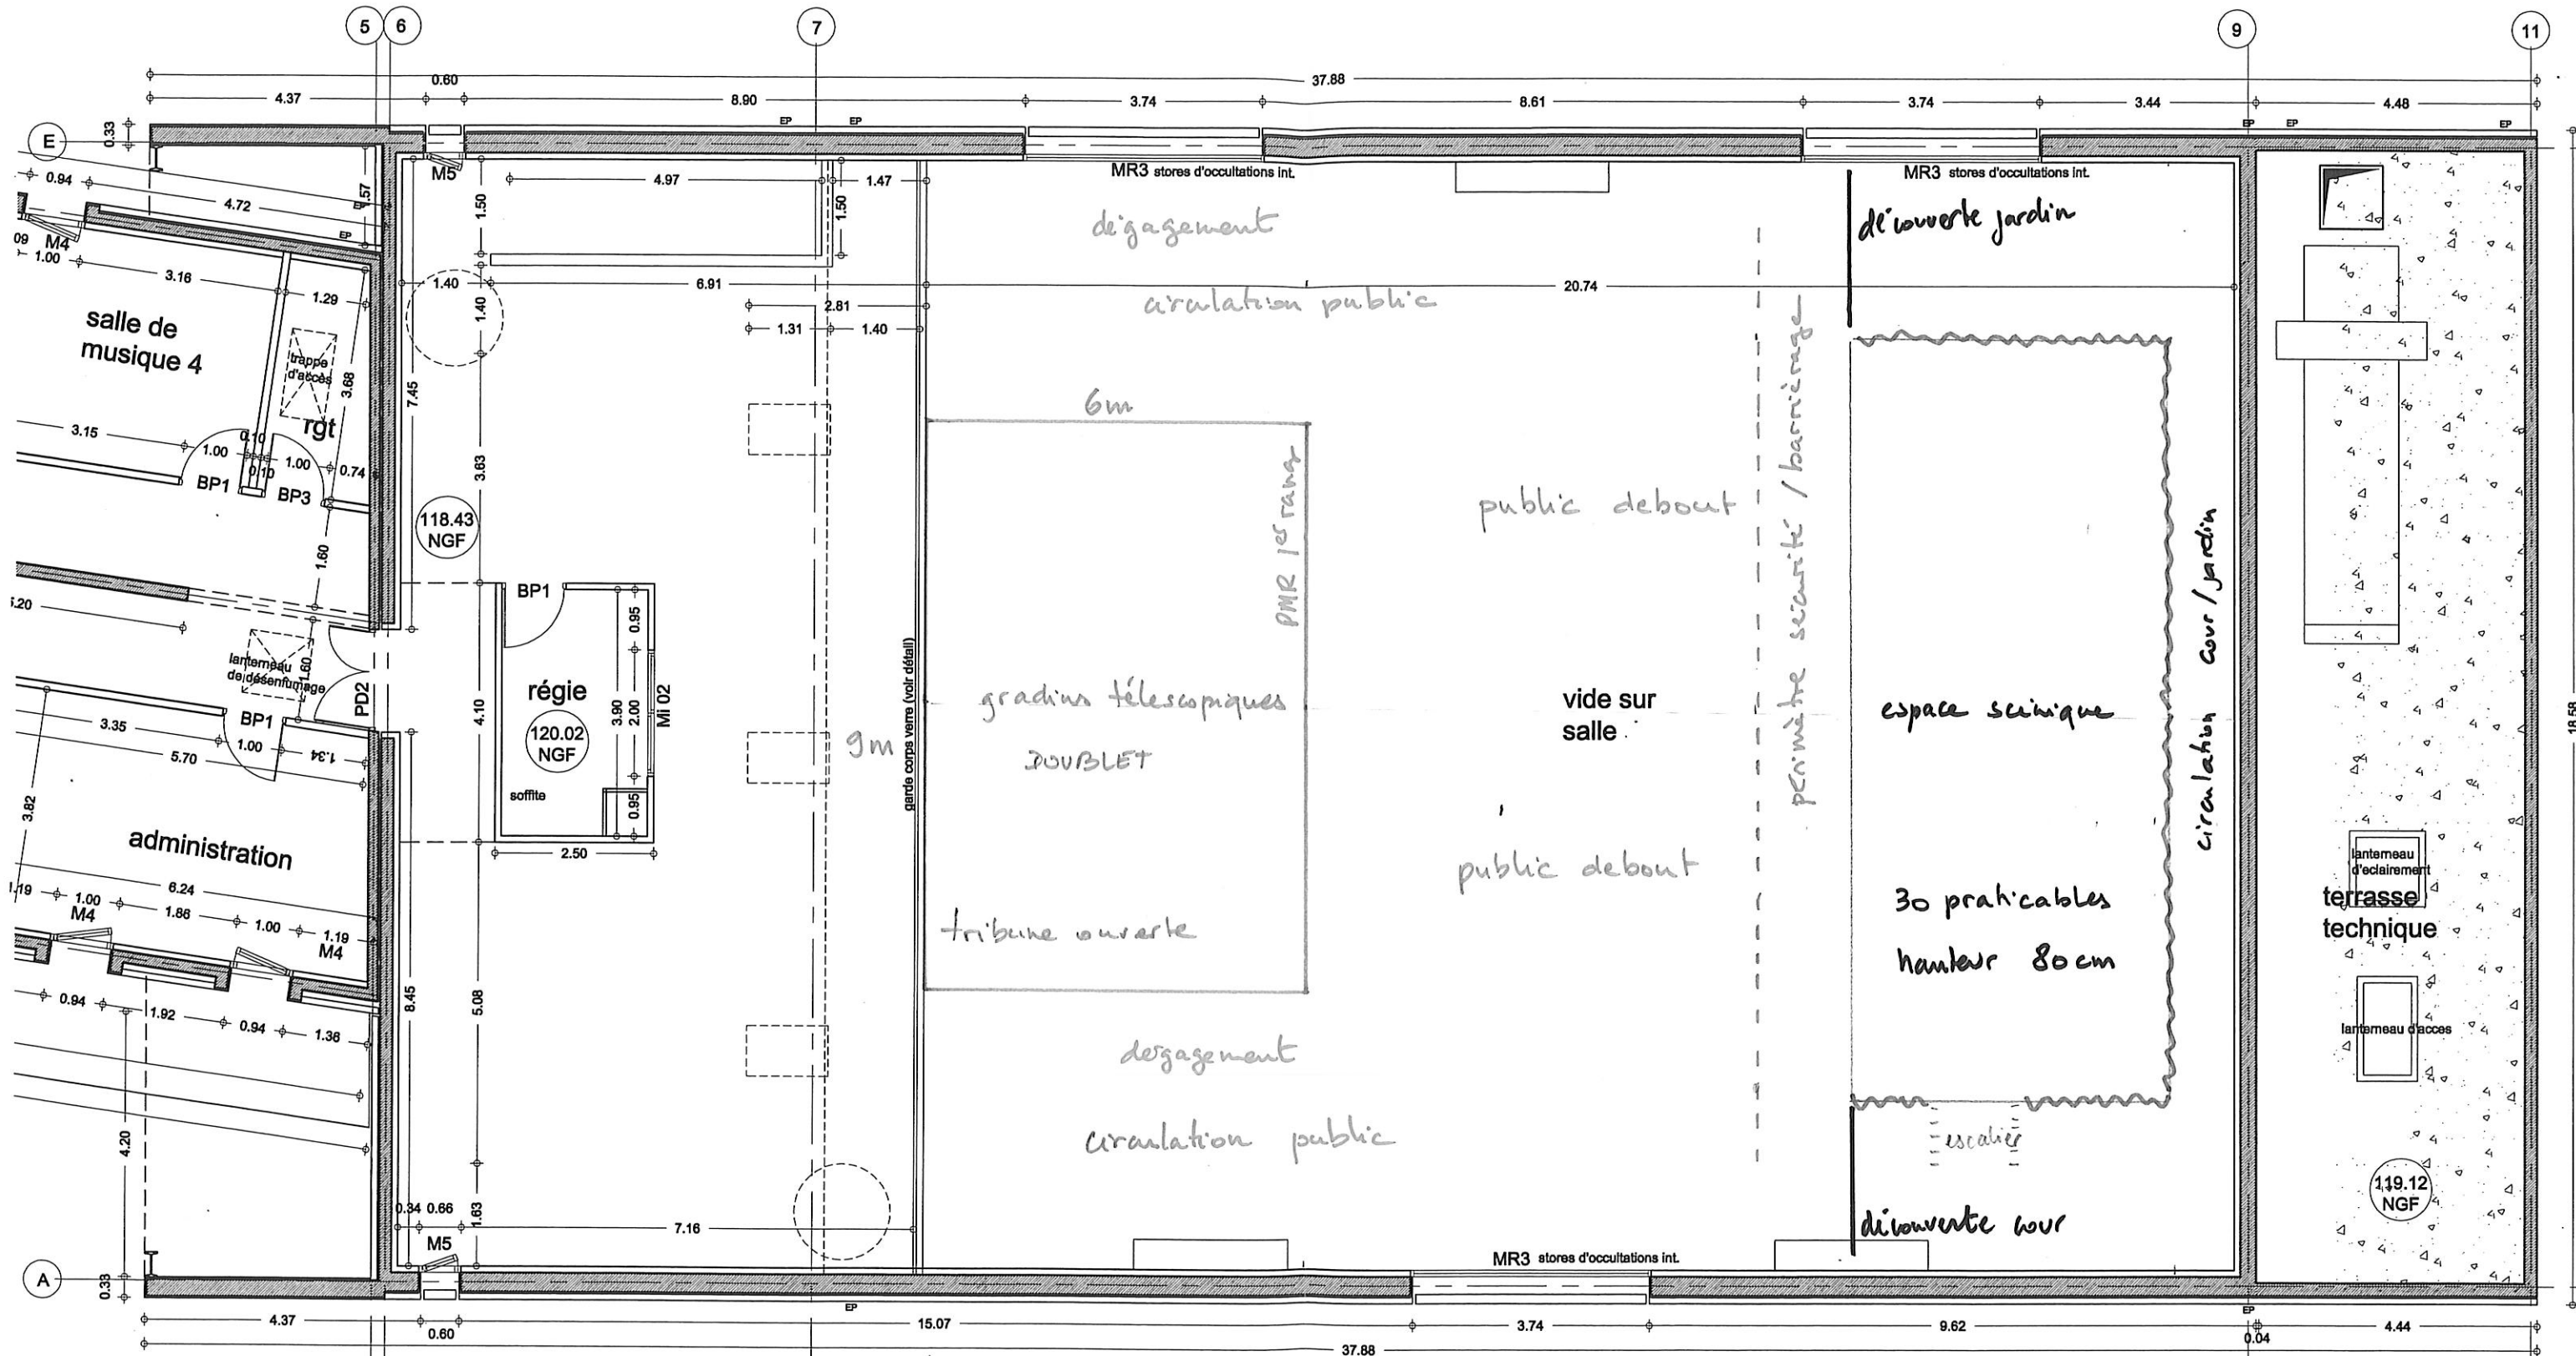 5 6 7 9 11
37.88
0.60
4.37 8.90 3.74 8.61 3.74 3.44 4.48
EP EP EP EP EP
E
0.33
M5
MR3 stores d'occultations int.
MR3 stores d'occultations int.
0.94
4.72
.57
EP
EP
4.97
1.47
1.50
1.50
09 M4
1.00
3.16
1.29
dégagement
découverte jardin
1.40 6.91 20.74
1.40
2.81
1.31 1.40
circulation public
salle de
musique 4
trappe
d'accès
3.68
rgt
7.45
6m
3.15
1.00
0.10
0.10
1.00
0.74
BP1
BP3
3.63
PMR 1er rang
public debout
périmètre sécurité / barriérage
118.43
NGF
1.60
circulation cour / jardin
5.20
BP1
0.95
lanterneau
de désenfumage
1.60
PD2
régie
120.02
NGF
3.90
2.00
Mi 02
4.10
garde corps verre (voir détail)
9m
gradins télescopiques
DOUBLET
vide sur
salle
espace scénique
18.58
BP1
3.35
1.00
1.34
5.70
soffite
0.95
2.50
3.82
administration
public debout
lanterneau
d'eclairement
terrasse
technique
30 praticables
hauteur 80cm
6.24
1.19
1.00
1.86
1.00
1.19
M4
M4
tribune ouverte
0.94
1.92
0.94
1.38
8.45
5.08
lanterneau d'acces
dégagement
4.20
circulation public
escalier
119.12
NGF
0.34 0.66
1.63
7.16
découverte cour
M5
MR3 stores d'occultations int.
A
0.33
EP
EP
4.37 15.07 3.74 9.62 4.44
0.60
0.04
37.88